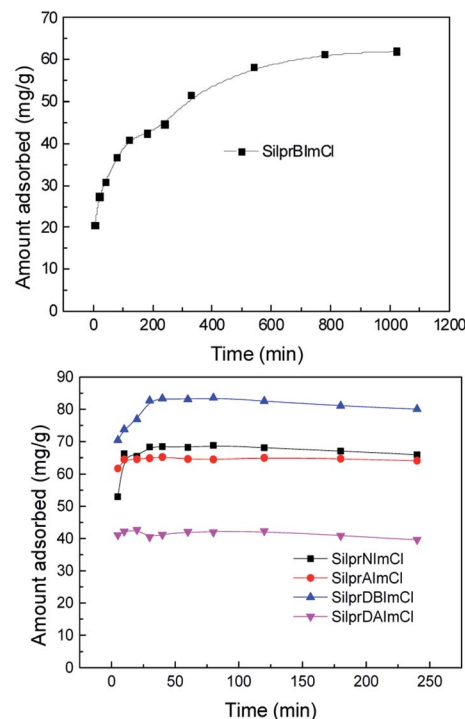 70
60
50
40
30
20
10
0
Amount adsorbed (mg/g)
SilprBImCl
0 200 400 600 800 1000 1200
Time (min)
90
80
70
60
50
40
30
20
10
0
Amount adsorbed (mg/g)
SilprNImCl
SilprAImCl
SilprDBImCl
SilprDAImCl
0 50 100 150 200 250
Time (min)